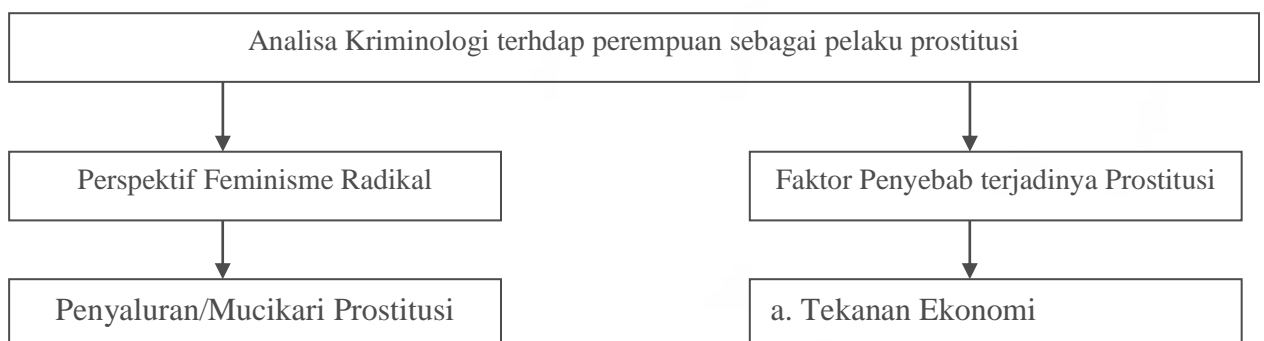 Analisa Kriminologi terhdap perempuan sebagai pelaku prostitusi
Perspektif Feminisme Radikal
Faktor Penyebab terjadinya Prostitusi
Penyaluran/Mucikari Prostitusi
a. Tekanan Ekonomi